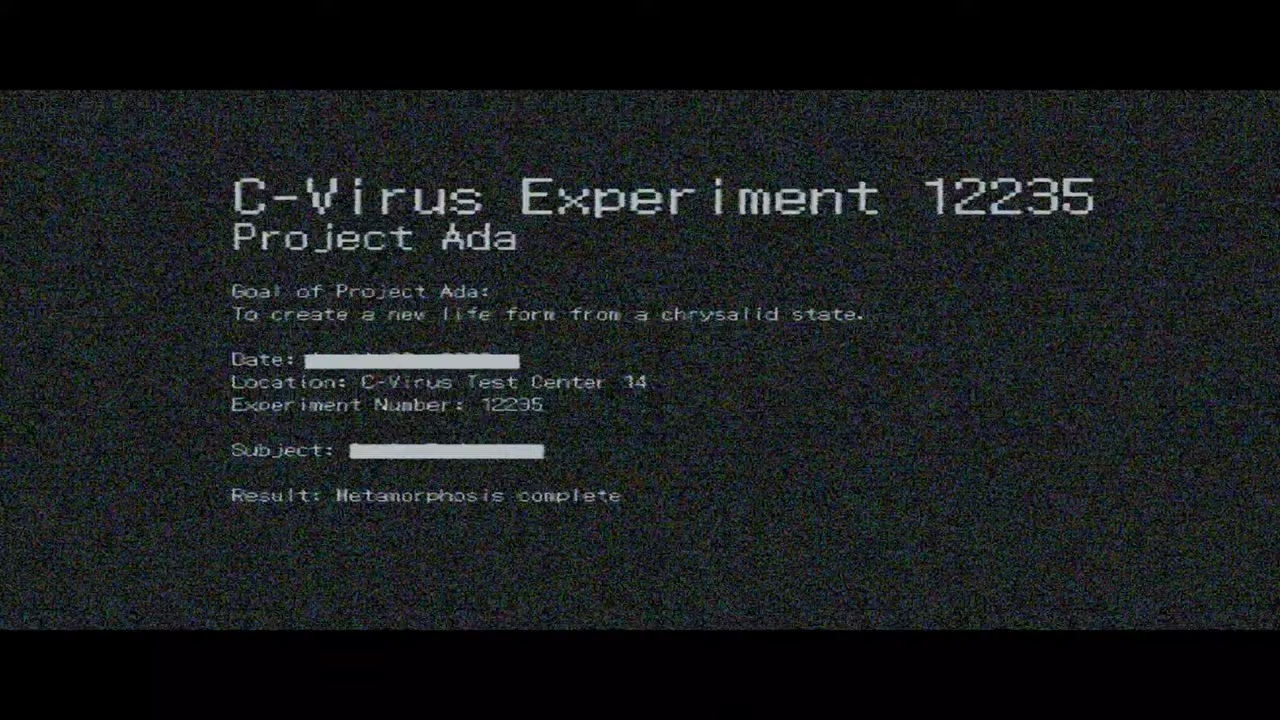 C-Virus Experiment 12235
Project Ada
Goal of Project Ada:
To create a new life form from a chrysalid state.
Date:
Location: C-Virus Test Center 14
Experiment Number: 12235
Subject:
Result: Metamorphosis complete